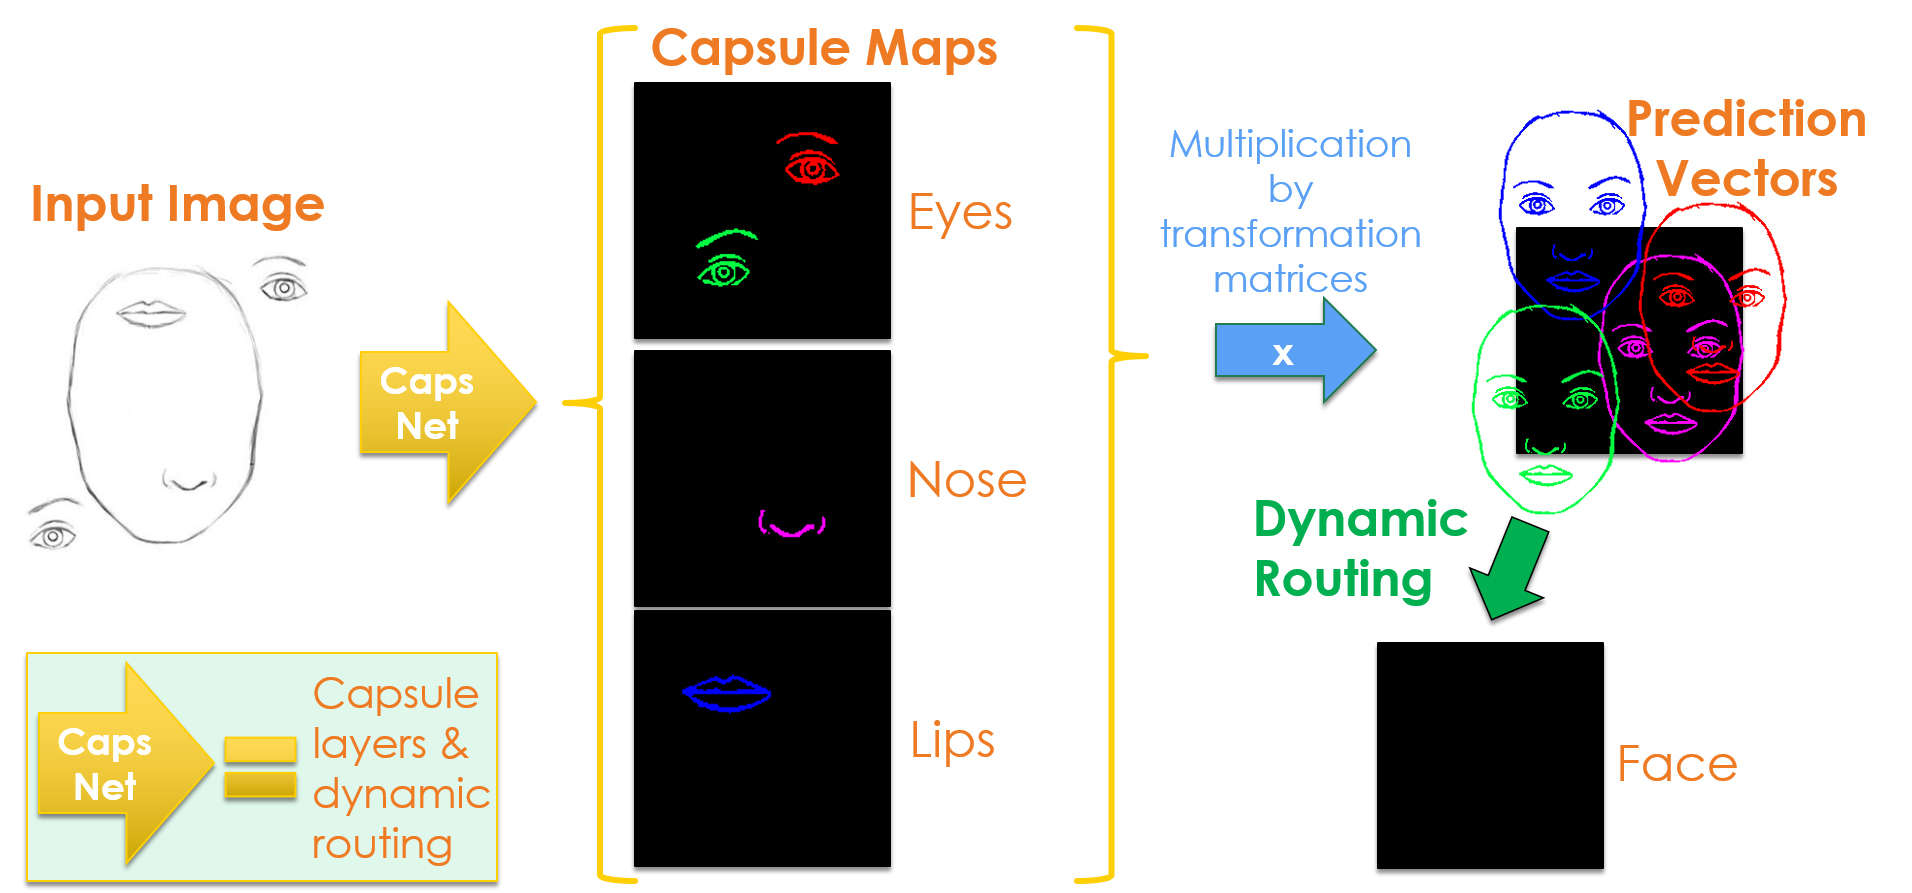 Input Image
Caps
Net
Capsule Maps
Eyes
Nose
Lips
Multiplication
by
transformation
matrices
x
Prediction
Vectors
Dynamic
Routing
Face
Caps
Net
Capsule
layers &
dynamic
routing